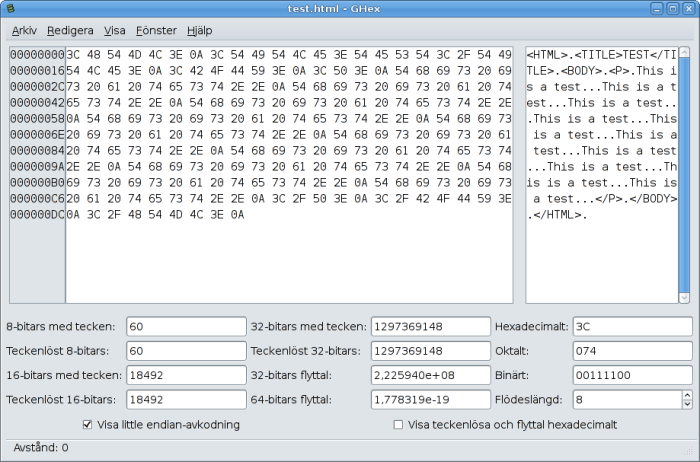 test.html - GHex
Arkiv Redigera Visa Fönster Hjälp
00000000 3C 48 54 4D 4C 3E 0A 3C 54 49 54 4C 45 3E 54 45 53 54 3C 2F 54 49 <HTML>.<TITLE>TEST</TI
00000016 54 4C 45 3E 0A 3C 42 4F 44 59 3E 0A 3C 50 3E 0A 54 68 69 73 20 69 TLE>.<BODY>.<P>.This i
0000002C 73 20 61 20 74 65 73 74 2E 2E 0A 54 68 69 73 20 69 73 20 61 20 74 s a test...This is a t
00000042 65 73 74 2E 2E 0A 54 68 69 73 20 69 73 20 61 20 74 65 73 74 2E 2E est...This is a test..
00000058 0A 54 68 69 73 20 69 73 20 61 20 74 65 73 74 2E 2E 0A 54 68 69 73 .This is a test...This
0000006E 20 69 73 20 61 20 74 65 73 74 2E 2E 0A 54 68 69 73 20 69 73 20 61 is a test...This is a
00000084 20 74 65 73 74 2E 2E 0A 54 68 69 73 20 69 73 20 61 20 74 65 73 74 test...This is a test
0000009A 2E 2E 0A 54 68 69 73 20 69 73 20 61 20 74 65 73 74 2E 2E 0A 54 68 ...This is a test...Th
000000B0 69 73 20 69 73 20 61 20 74 65 73 74 2E 2E 0A 54 68 69 73 20 69 73 is is a test...This is
000000C6 20 61 20 74 65 73 74 2E 2E 0A 3C 2F 50 3E 0A 3C 2F 42 4F 44 59 3E a test...</P>.</BODY>
000000DC 0A 3C 2F 48 54 4D 4C 3E 0A .</HTML>.
8-bitars med tecken: 60 32-bitars med tecken: 1297369148 Hexadecimalt: 3C
Teckenlöst 8-bitars: 60 Teckenlöst 32-bitars: 1297369148 Oktalt: 074
16-bitars med tecken: 18492 32-bitars flyttal: 2,225940e+08 Binärt: 00111100
Teckenlöst 16-bitars: 18492 64-bitars flyttal: 1,778319e-19 Flödeslängd: 8
Visa little endian-avkodning Visa teckenlösa och flyttal hexadecimalt
Avstånd: 0